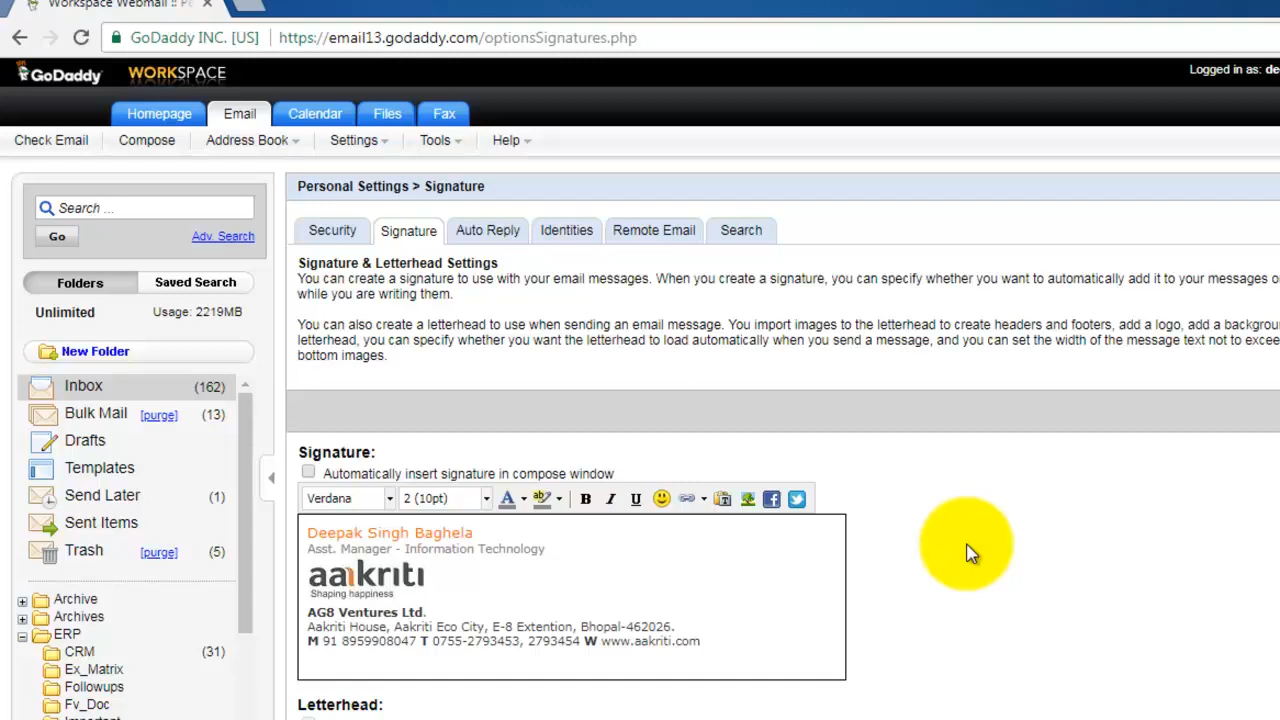 Workspace Webmail :: Pe
GoDaddy INC. [US] https://email13.godaddy.com/optionsSignatures.php
GoDaddy WORKSPACE Logged in as: de
Homepage Email Calendar Files Fax
Check Email Compose Address Book Settings Tools Help
Personal Settings > Signature
Search ...
Go Adv. Search
Security Signature Auto Reply Identities Remote Email Search
Signature & Letterhead Settings
You can create a signature to use with your email messages. When you create a signature, you can specify whether you want to automatically add it to your messages o
while you are writing them.
You can also create a letterhead to use when sending an email message. You import images to the letterhead to create headers and footers, add a logo, add a backgrou
letterhead, you can specify whether you want the letterhead to load automatically when you send a message, and you can set the width of the message text not to excee
bottom images.
Folders Saved Search
Unlimited Usage: 2219MB
New Folder
Inbox (162)
Bulk Mail [purge] (13)
Drafts
Templates
Send Later (1)
Sent Items
Trash [purge] (5)
Archive
Archives
ERP
CRM (31)
Ex_Matrix
Followups
Fv_Doc
Signature:
Automatically insert signature in compose window
Verdana 2 (10pt) A ab B I U
Deepak Singh Baghela
Asst. Manager - Information Technology
aakriti
Shaping happiness
AG8 Ventures Ltd.
Aakriti House, Aakriti Eco City, E-8 Extention, Bhopal-462026.
M 91 8959908047 T 0755-2793453, 2793454 W www.aakriti.com
Letterhead: